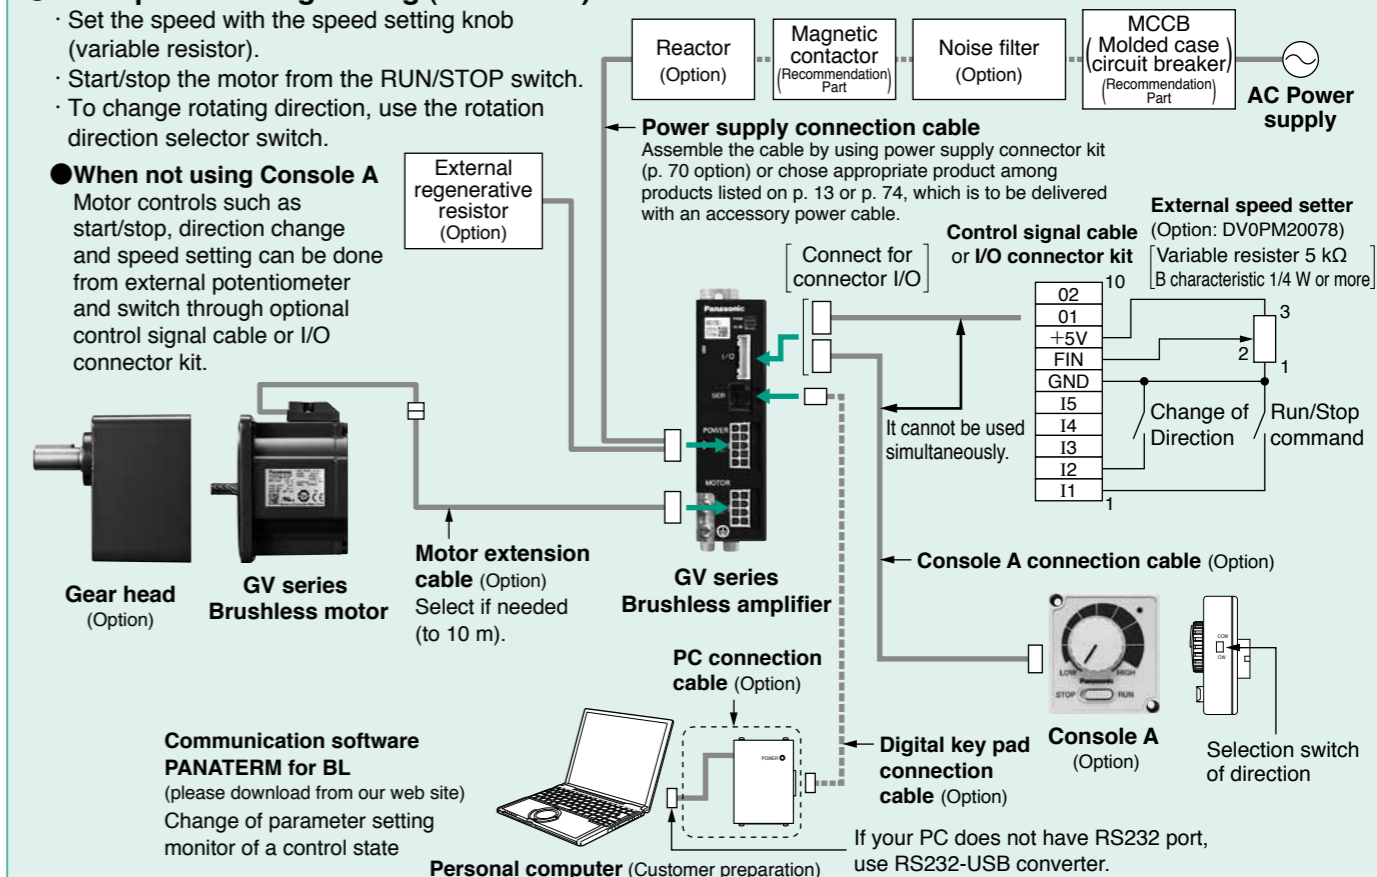 · Set the speed with the speed setting knob
(variable resistor).
· Start/stop the motor from the RUN/STOP switch.
· To change rotating direction, use the rotation
direction selector switch.
●When not using Console A
Motor controls such as
start/stop, direction change
and speed setting can be done
from external potentiometer
and switch through optional
control signal cable or I/O
connector kit.
Reactor
(Option)
Magnetic
contactor
(Recommendation
Part)
Noise filter
(Option)
MCCB
(Molded case
circuit breaker)
(Recommendation
Part)
AC Power
supply
Power supply connection cable
Assemble the cable by using power supply connector kit
(p. 70 option) or chose appropriate product among
products listed on p. 13 or p. 74, which is to be delivered
with an accessory power cable.
External
regenerative
resistor
(Option)
[Connect for
connector I/O]
Control signal cable
or I/O connector kit
External speed setter
(Option: DV0PM20078)
[Variable resister 5 kΩ
B characteristic 1/4 W or more]
10
02
01
+5V
FIN
GND
I5
I4
I3
I2
I1
1
3
2
1
Change of
Direction
Run/Stop
command
It cannot be used
simultaneously.
Panasonic
I/O
SER
POWER
MOTOR
Panasonic
Gear head
(Option)
GV series
Brushless motor
Motor extension
cable (Option)
Select if needed
(to 10 m).
GV series
Brushless amplifier
Console A connection cable (Option)
LOW
HIGH
Panasonic
STOP
RUN
CCW
CW
Console A
(Option)
Selection switch
of direction
PC connection
cable (Option)
POWER
Digital key pad
connection
cable (Option)
Communication software
PANATERM for BL
(please download from our web site)
Change of parameter setting
monitor of a control state
Personal computer (Customer preparation)
If your PC does not have RS232 port,
use RS232-USB converter.